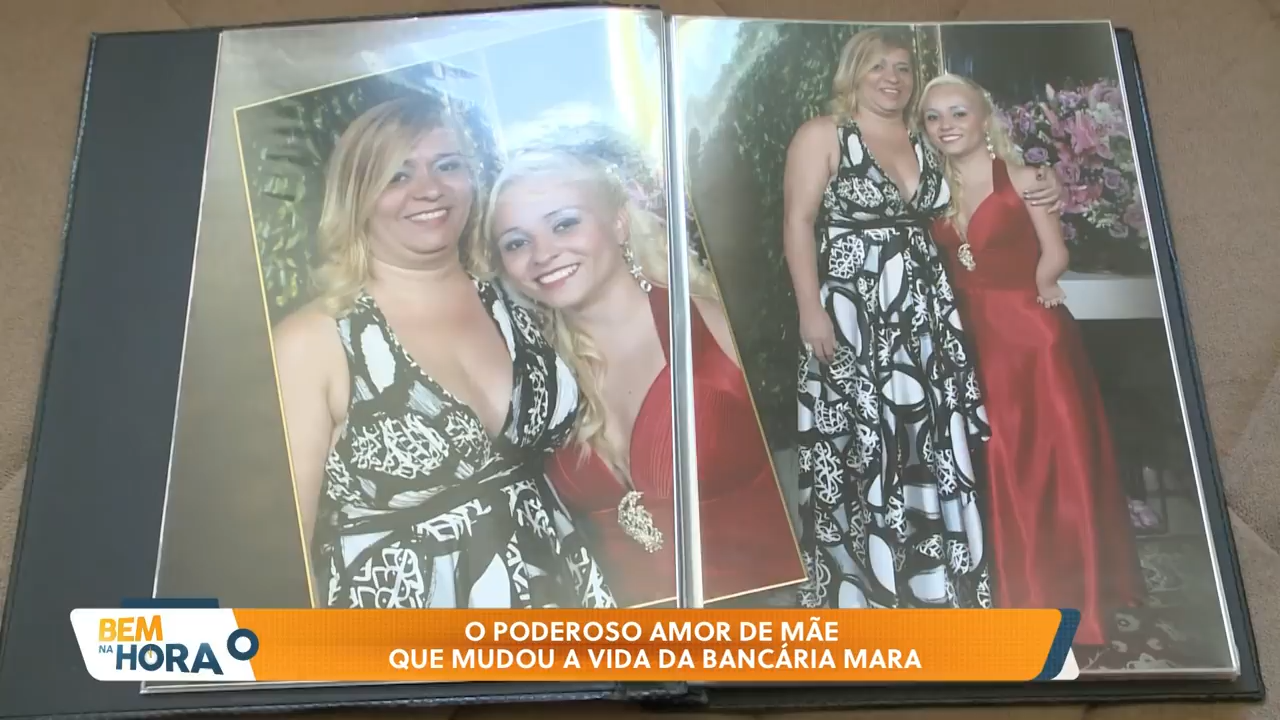 BEM
NA HORA
O PODEROSO AMOR DE MÃE
QUE MUDOU A VIDA DA BANCÁRIA MARA